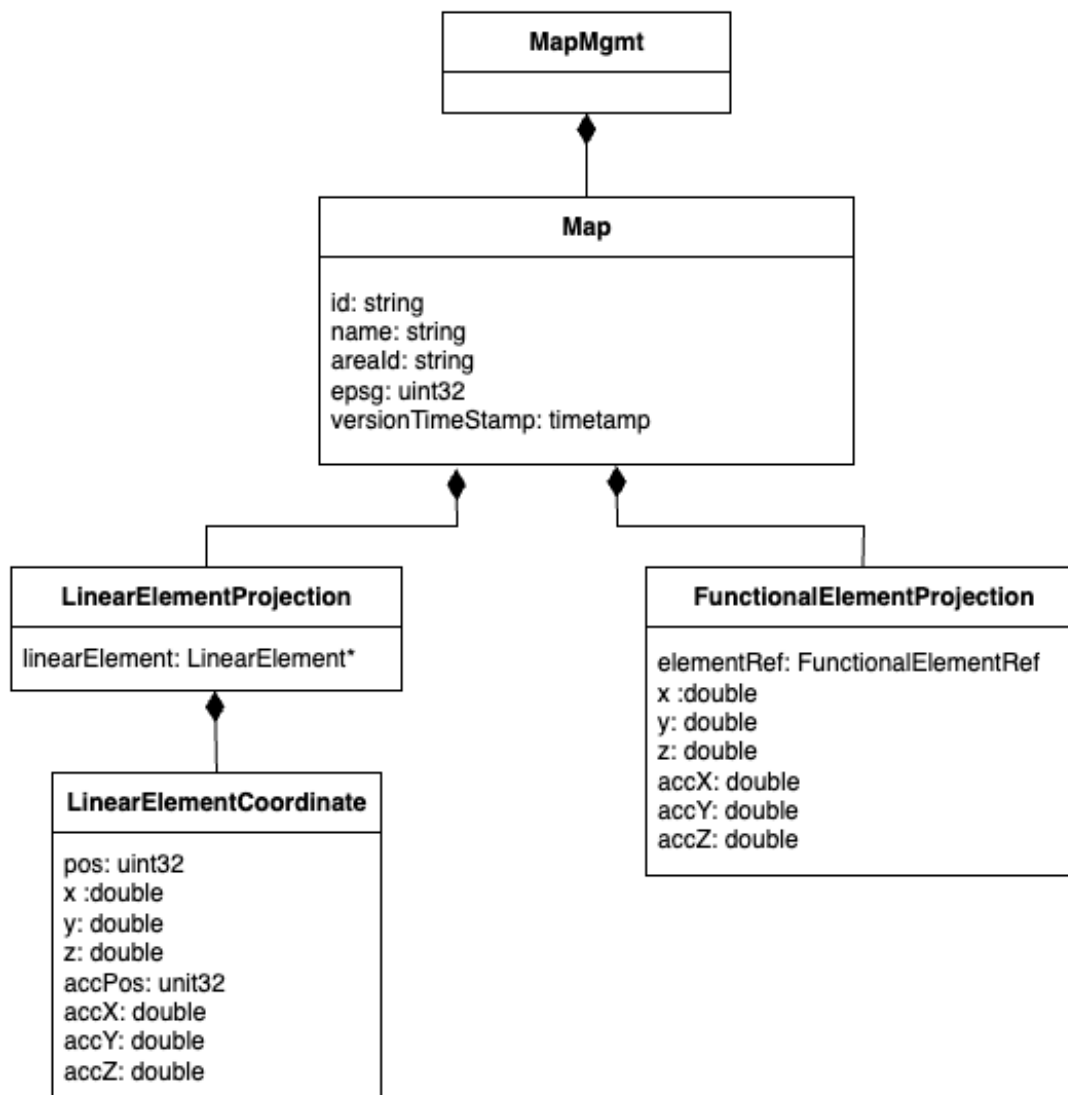 MapMgmt
Map
id: string
name: string
areaId: string
epsg: uint32
versionTimeStamp: timetamp
LinearElementProjection
linearElement: LinearElement*
FunctionalElementProjection
elementRef: FunctionalElementRef
x :double
y: double
z: double
accX: double
accY: double
accZ: double
LinearElementCoordinate
pos: uint32
x :double
y: double
z: double
accPos: unit32
accX: double
accY: double
accZ: double